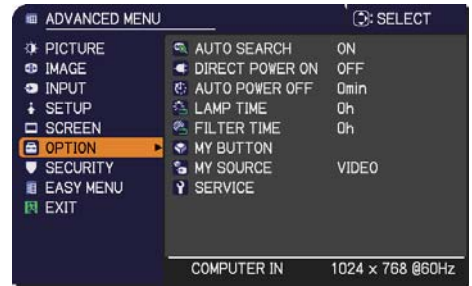 ADVANCED MENU : SELECT
PICTURE
IMAGE
INPUT
SETUP
SCREEN
OPTION
SECURITY
EASY MENU
EXIT
AUTO SEARCH ON
DIRECT POWER ON OFF
AUTO POWER OFF 0min
LAMP TIME 0h
FILTER TIME 0h
MY BUTTON
MY SOURCE VIDEO
SERVICE
COMPUTER IN 1024 x 768 @60Hz